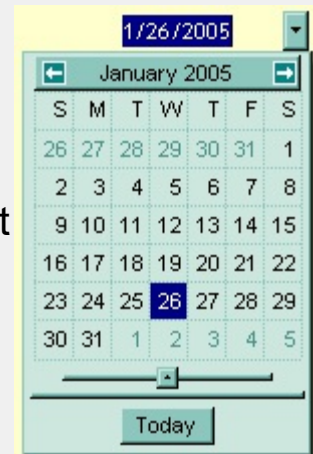 1/26/2005
January 2005
S M T W T F S
26 27 28 29 30 31 1
2 3 4 5 6 7 8
t
9 10 11 12 13 14 15
16 17 18 19 20 21 22
23 24 25 26 27 28 29
30 31 1 2 3 4 5
Today